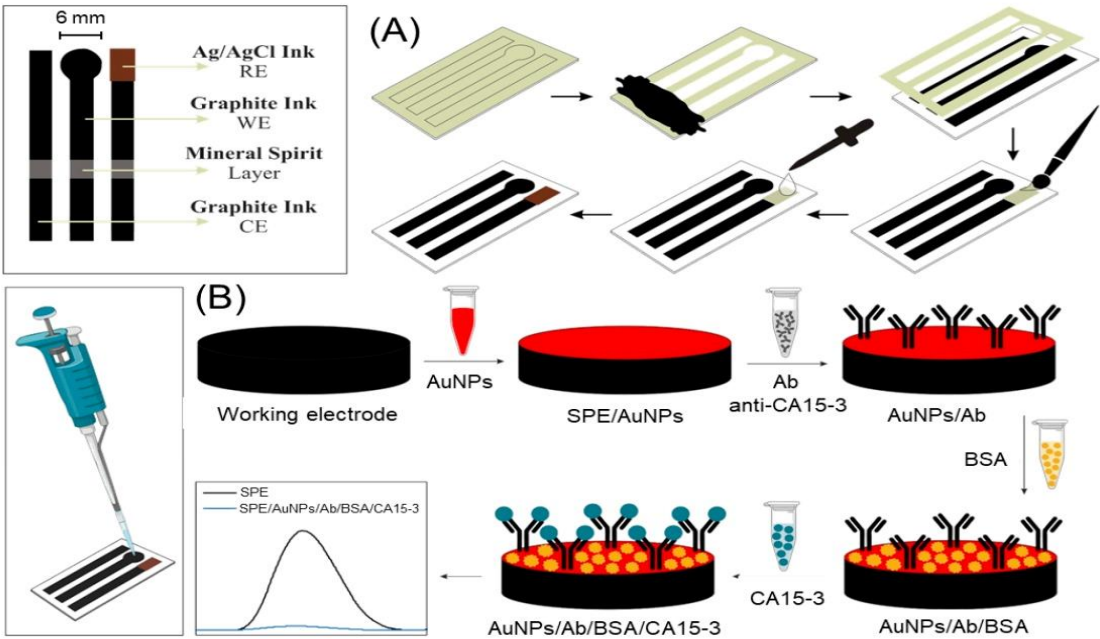 6 mm
Ag/AgCl Ink
RE
Graphite Ink
WE
Mineral Spirit
Layer
Graphite Ink
CE
(A)
(B)
AuNPs
Ab
anti-CA15-3
Working electrode
SPE/AuNPs
AuNPs/Ab
BSA
SPE
SPE/AuNPs/Ab/BSA/CA15-3
CA15-3
AuNPs/Ab/BSA/CA15-3
AuNPs/Ab/BSA